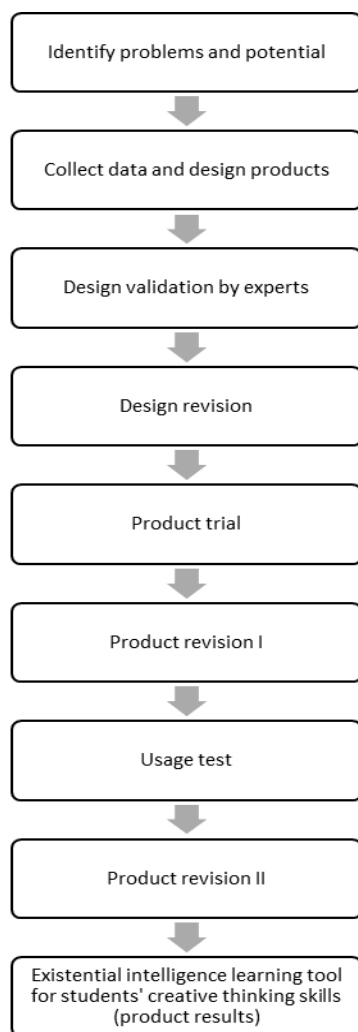 Identify problems and potential
Collect data and design products
Design validation by experts
Design revision
Product trial
Product revision I
Usage test
Product revision II
Existential intelligence learning tool
for students' creative thinking skills
(product results)